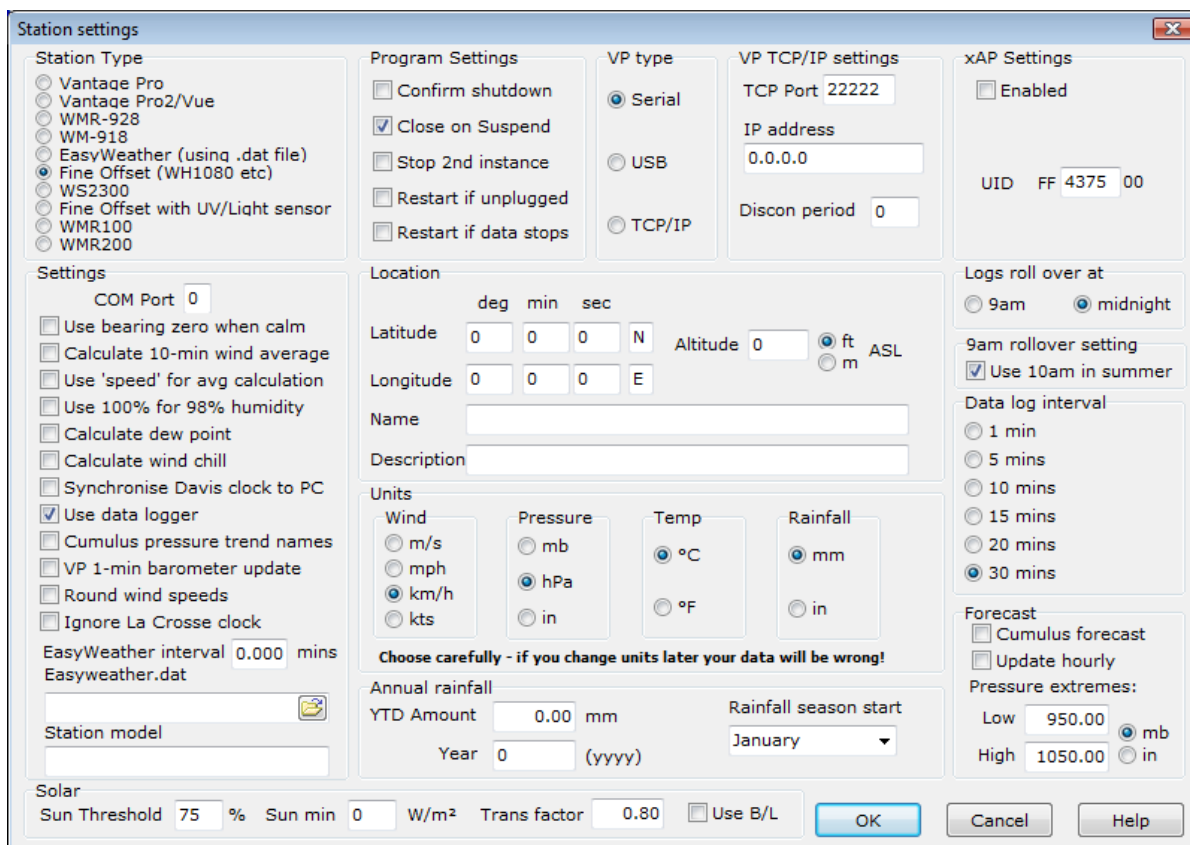 Station settings
Station Type
Vantage Pro
Vantage Pro2/Vue
WMR-928
WM-918
EasyWeather (using .dat file)
Fine Offset (WH1080 etc)
WS2300
Fine Offset with UV/Light sensor
WMR100
WMR200
Program Settings
Confirm shutdown
Close on Suspend
Stop 2nd instance
Restart if unplugged
Restart if data stops
VP type
Serial
USB
TCP/IP
VP TCP/IP settings
TCP Port 22222
IP address
0.0.0.0
Discon period 0
xAP Settings
Enabled
UID FF 4375 00
Settings
COM Port 0
Use bearing zero when calm
Calculate 10-min wind average
Use 'speed' for avg calculation
Use 100% for 98% humidity
Calculate dew point
Calculate wind chill
Synchronise Davis clock to PC
Use data logger
Cumulus pressure trend names
VP 1-min barometer update
Round wind speeds
Ignore La Crosse clock
EasyWeather interval 0.000 mins
Easyweather.dat
Station model
Location
deg min sec
Latitude 0 0 0 N
Altitude 0 ft m ASL
Longitude 0 0 0 E
Name
Description
Units
Wind
m/s
mph
km/h
kts
Pressure
mb
hPa
in
Temp
°C
°F
Rainfall
mm
in
Choose carefully - if you change units later your data will be wrong!
Annual rainfall
YTD Amount 0.00 mm
Year 0 (yyyy)
Rainfall season start
January
Logs roll over at
9am midnight
9am rollover setting
Use 10am in summer
Data log interval
1 min
5 mins
10 mins
15 mins
20 mins
30 mins
Forecast
Cumulus forecast
Update hourly
Pressure extremes:
Low 950.00 mb
High 1050.00 in
Solar
Sun Threshold 75 % Sun min 0 W/m² Trans factor 0.80 Use B/L
OK Cancel Help